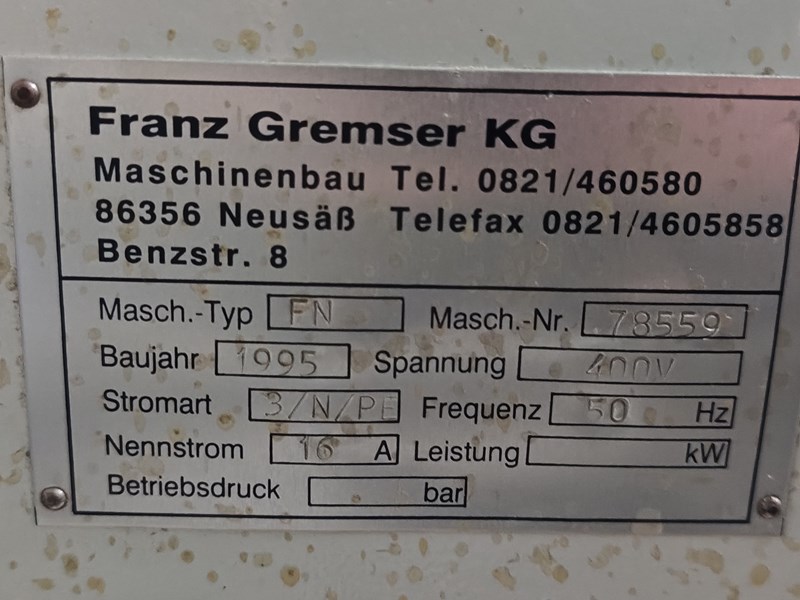 Franz Gremser KG
Maschinenbau Tel. 0821/460580
86356 Neusäß Telefax 0821/4605858
Benzstr. 8
Masch.-Typ FN Masch.-Nr. 78559
Baujahr 1995 Spannung 400V
Stromart 3/N/PE Frequenz 50 Hz
Nennstrom 16 A Leistung kW
Betriebsdruck bar